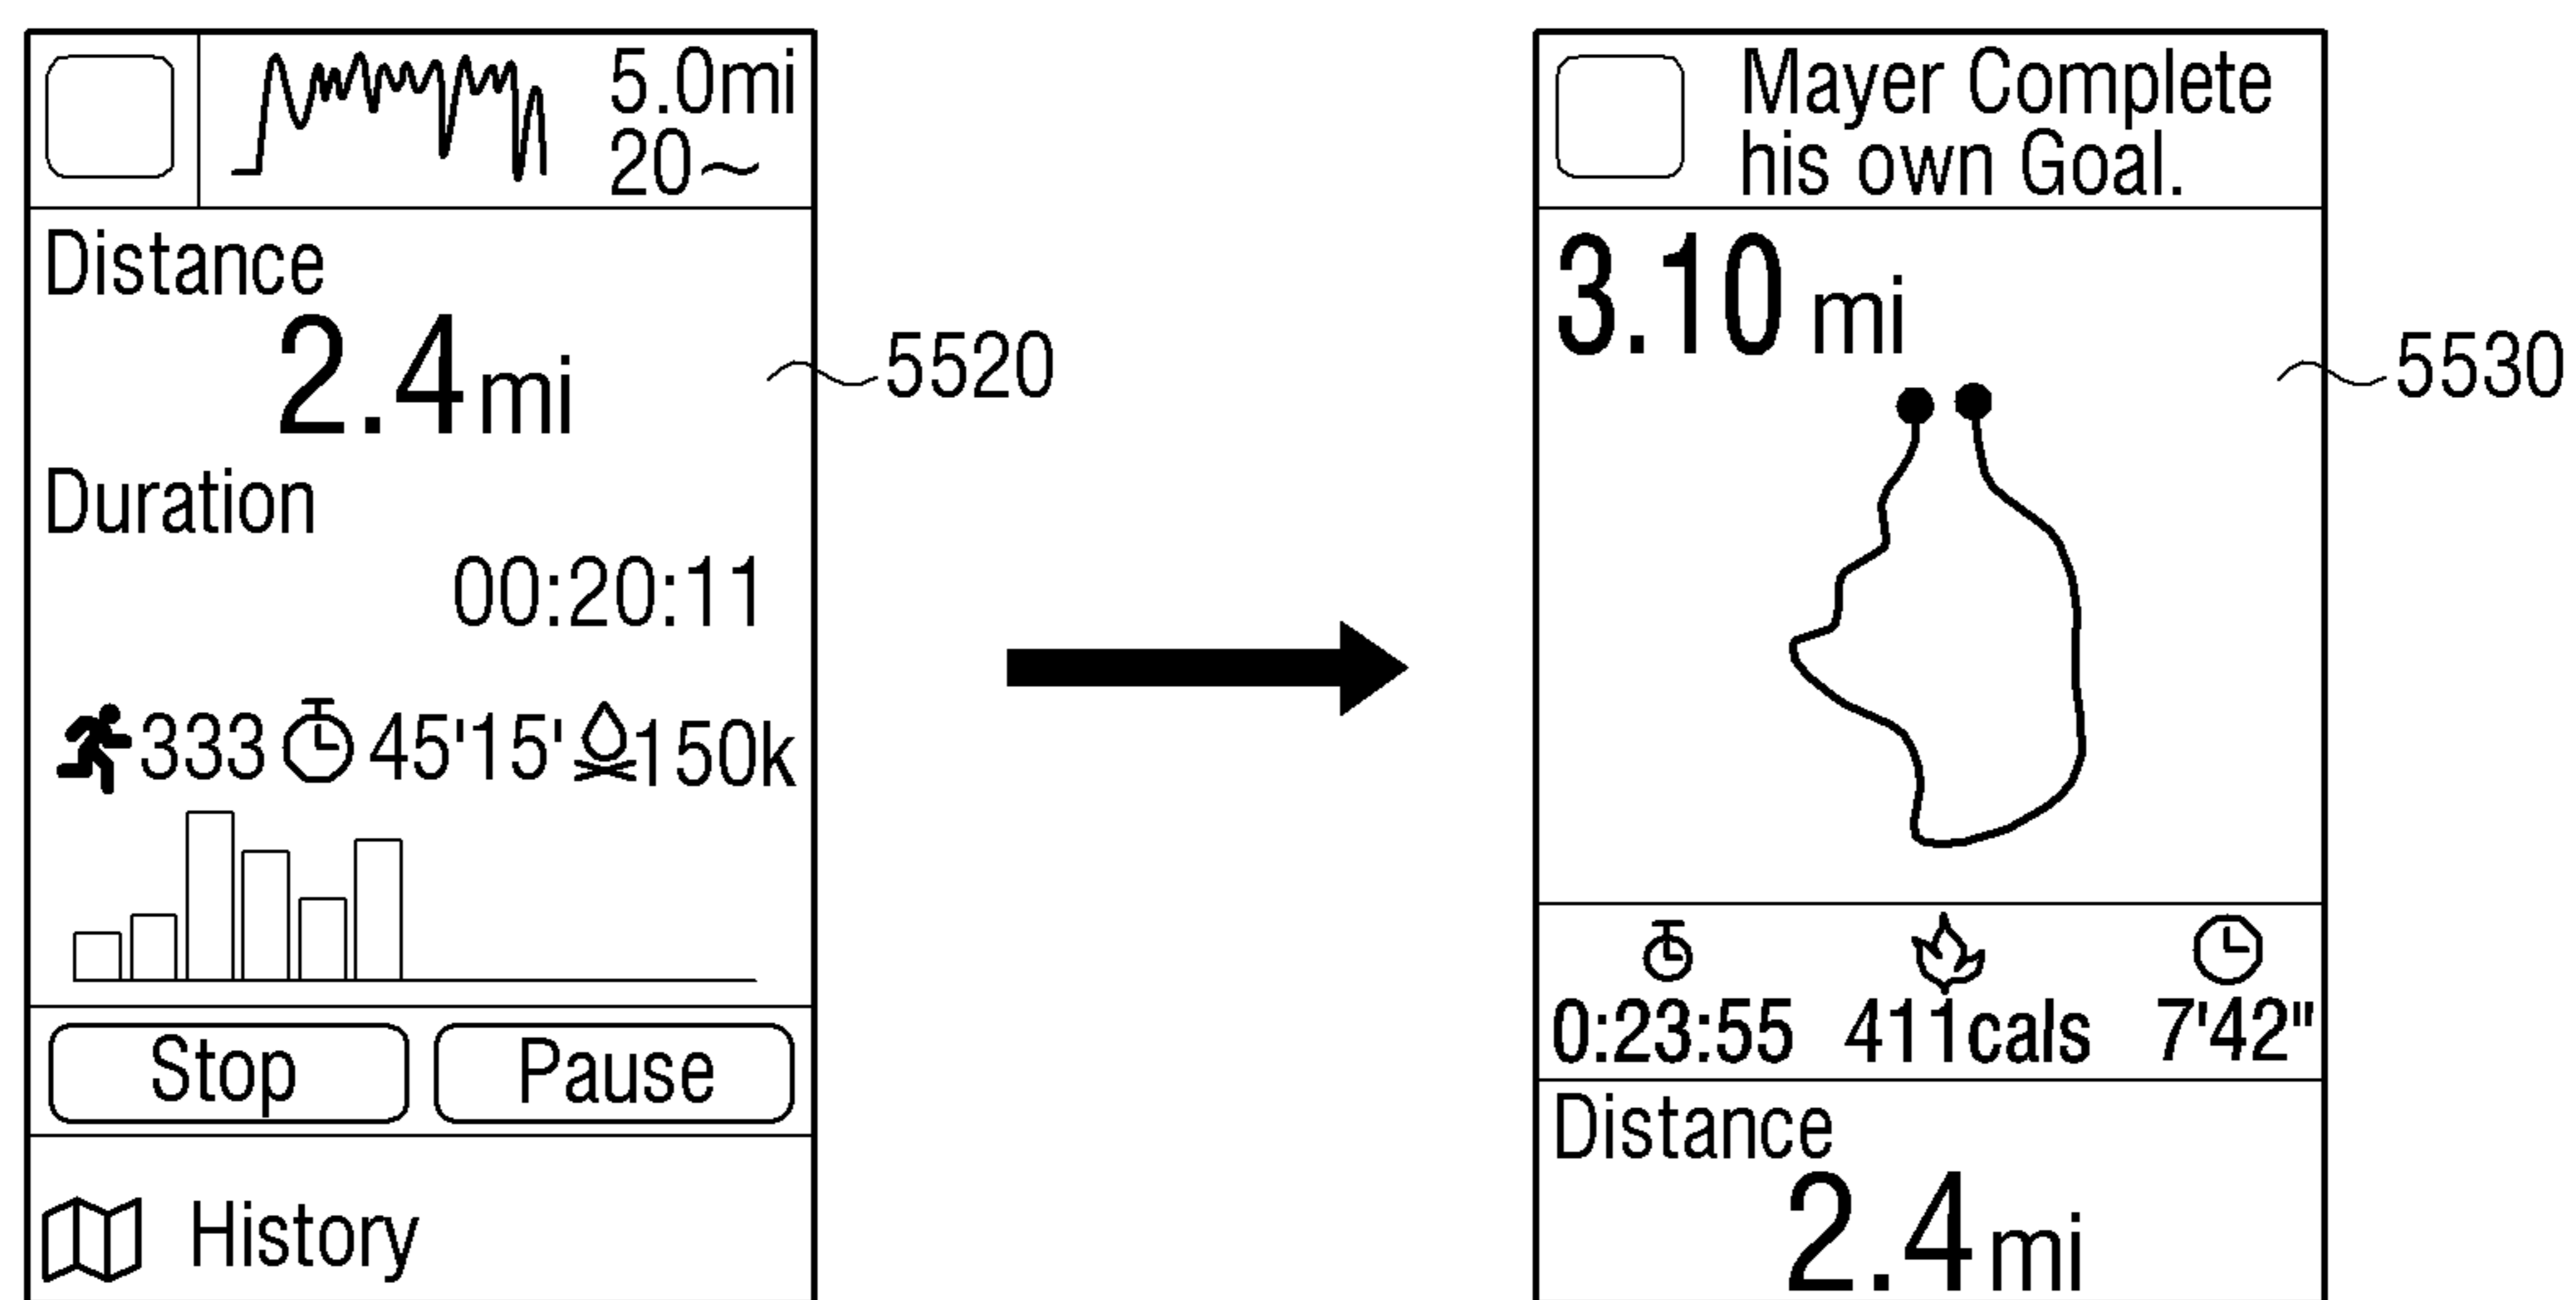 5.0mi
20~
Distance
2.4mi
Duration
00:20:11
333 45'15' 150k
Stop Pause
History
5520
Mayer Complete
his own Goal.
3.10 mi
0:23:55 411cals 7'42"
Distance
2.4mi
5530